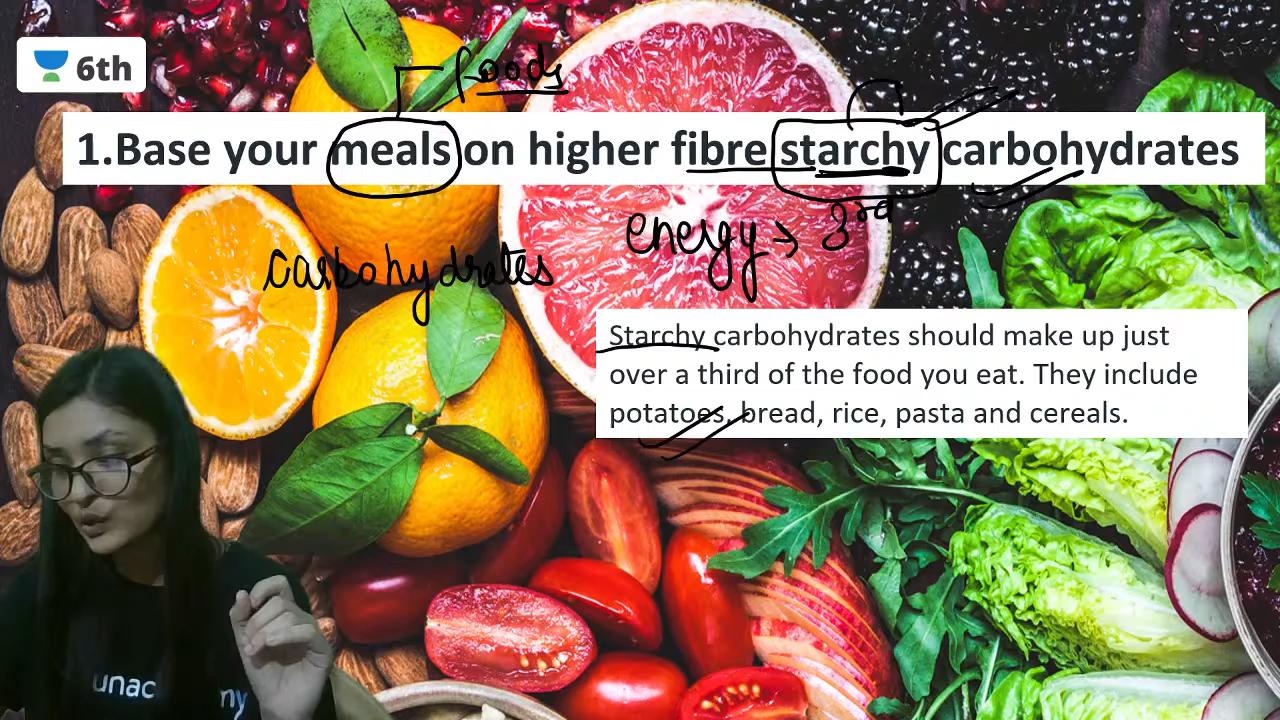 6th
foods
1.Base your meals on higher fibre starchy carbohydrates
energy → 3rd
carbohydrates
Starchy carbohydrates should make up just
over a third of the food you eat. They include
potatoes, bread, rice, pasta and cereals.
unac my